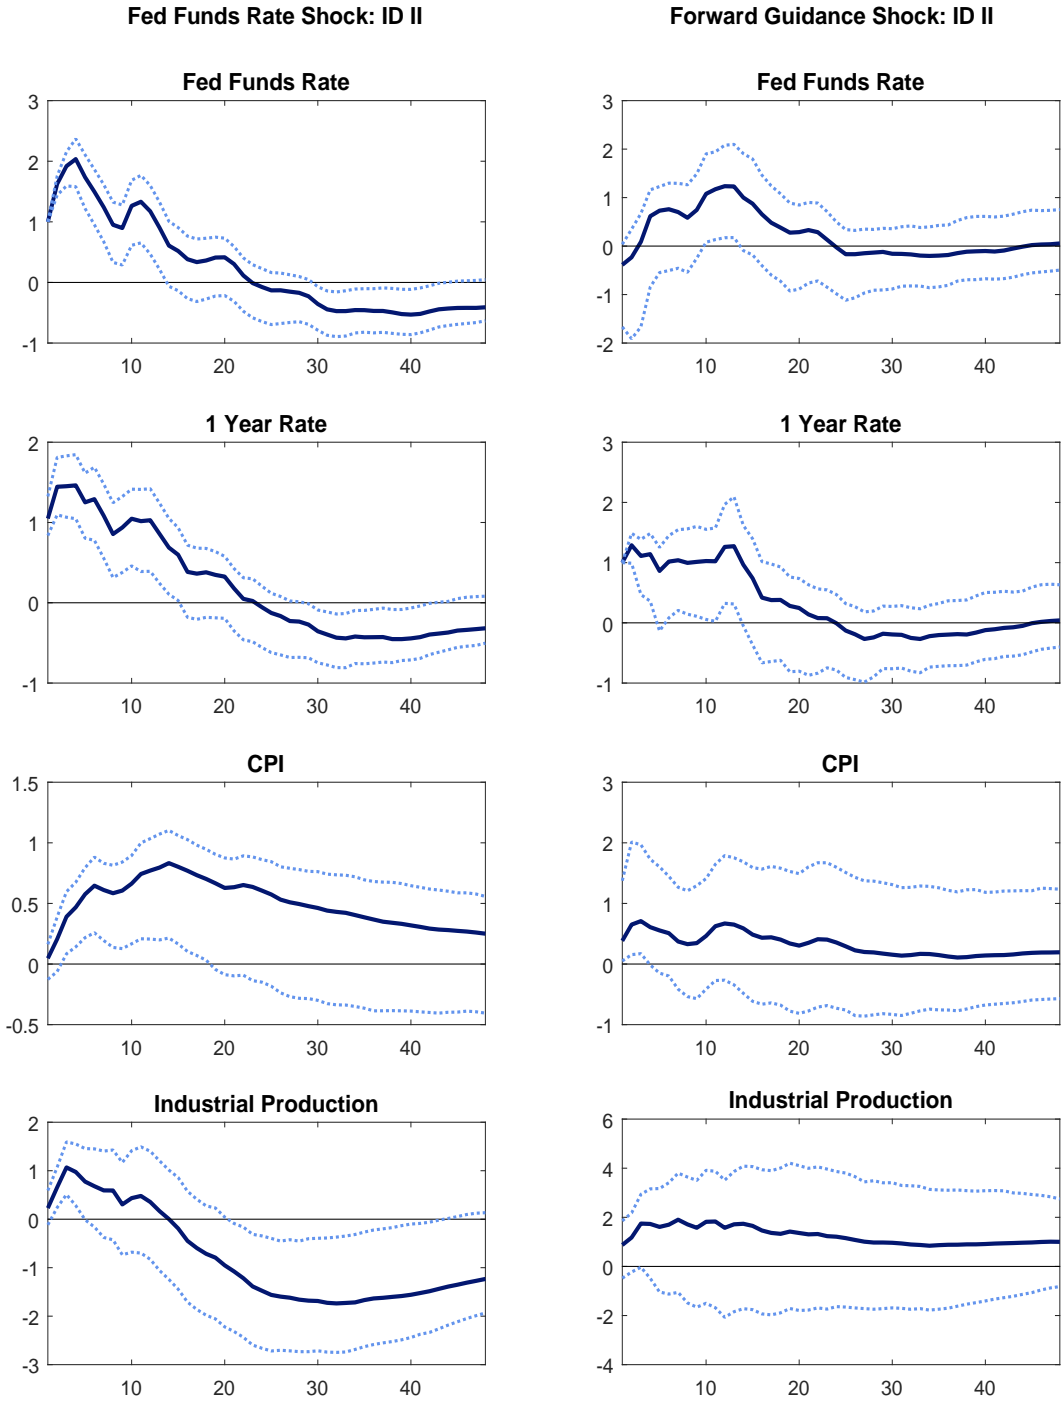 Fed Funds Rate Shock: ID II
Forward Guidance Shock: ID II
Fed Funds Rate
3
2
1
0
-1
10 20 30 40
Fed Funds Rate
3
2
1
0
-1
-2
10 20 30 40
1 Year Rate
2
1
0
-1
10 20 30 40
1 Year Rate
3
2
1
0
-1
10 20 30 40
CPI
1.5
1
0.5
0
-0.5
10 20 30 40
CPI
3
2
1
0
-1
10 20 30 40
Industrial Production
2
1
0
-1
-2
-3
10 20 30 40
Industrial Production
6
4
2
0
-2
-4
10 20 30 40